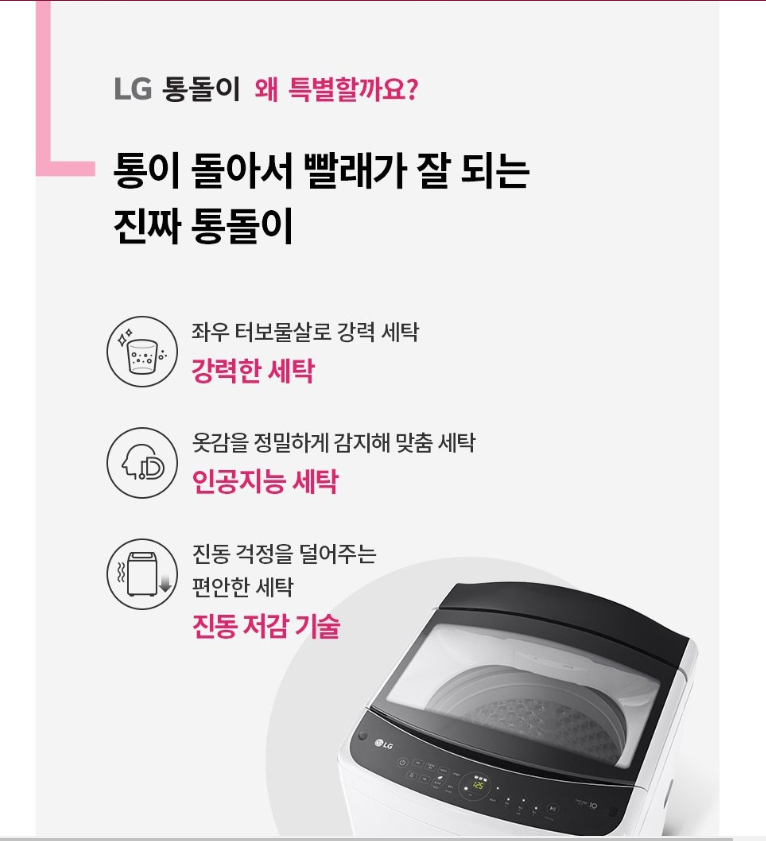 LG 통돌이 왜 특별할까요?
통이 돌아서 빨래가 잘 되는
진짜 통돌이
좌우 터보물살로 강력 세탁
강력한 세탁
옷감을 정밀하게 감지해 맞춤 세탁
인공지능 세탁
진동 걱정을 덜어주는
편안한 세탁
진동 저감 기술
LG
125
10